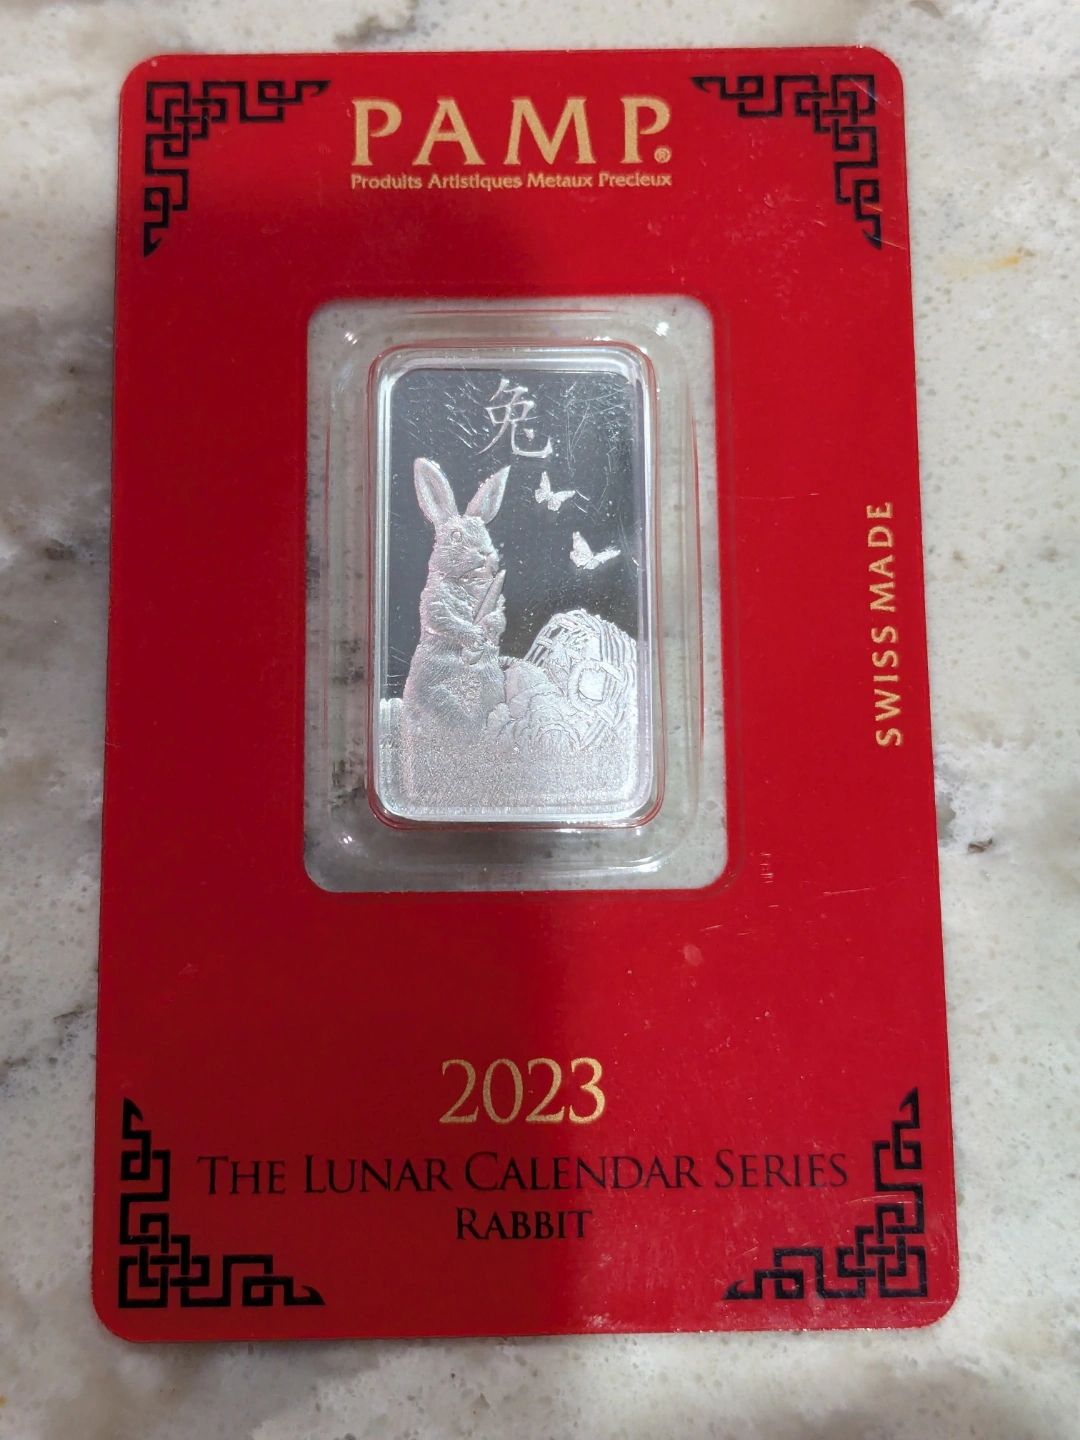 PAMP®
Produits Artistiques Metaux Precieux
兔
SWISS MADE
2023
THE LUNAR CALENDAR SERIES
RABBIT